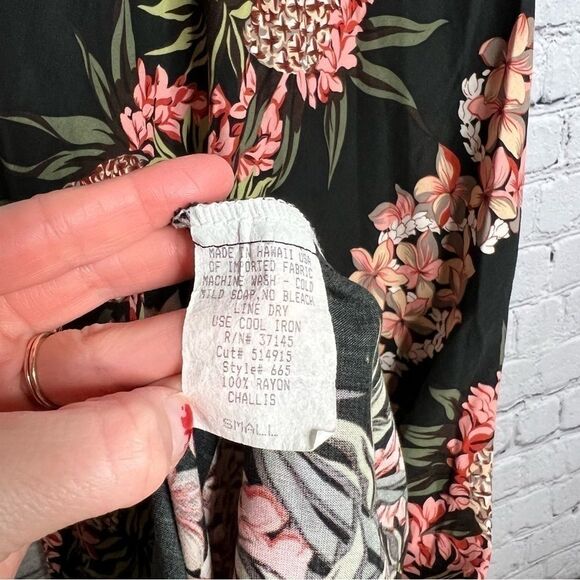 MADE IN HAWAII USA
OF IMPORTED FABRIC
MACHINE WASH - COLD
MILD SOAP, NO BLEACH
LINE DRY
USE COOL IRON
R/N# 37145
Cut# 514915
Style# 665
100% RAYON
CHALLIS
SMALL